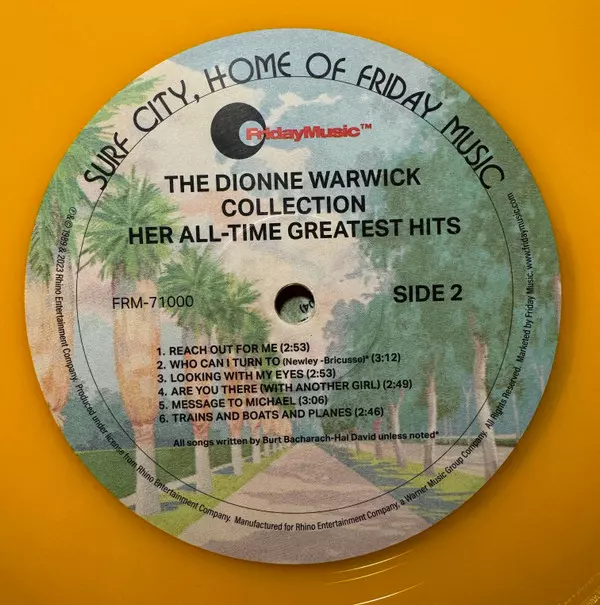 SURF CITY, HOME OF FRIDAY MUSIC
FridayMusic™
THE DIONNE WARWICK
COLLECTION
HER ALL-TIME GREATEST HITS
FRM-71000
SIDE 2
1. REACH OUT FOR ME (2:53)
2. WHO CAN I TURN TO (Newley -Bricusse)* (3:12)
3. LOOKING WITH MY EYES (2:53)
4. ARE YOU THERE (WITH ANOTHER GIRL) (2:49)
5. MESSAGE TO MICHAEL (3:06)
6. TRAINS AND BOATS AND PLANES (2:46)
All songs written by Burt Bacharach-Hal David unless noted*
℗& © 1989 & 2023 Rhino Entertainment Company. Produced under license from Rhino Entertainment Company. Manufactured for Rhino Entertainment Company, a Warner Music Group Company. All Rights Reserved. Marketed by Friday Music. www.fridaymusic.com